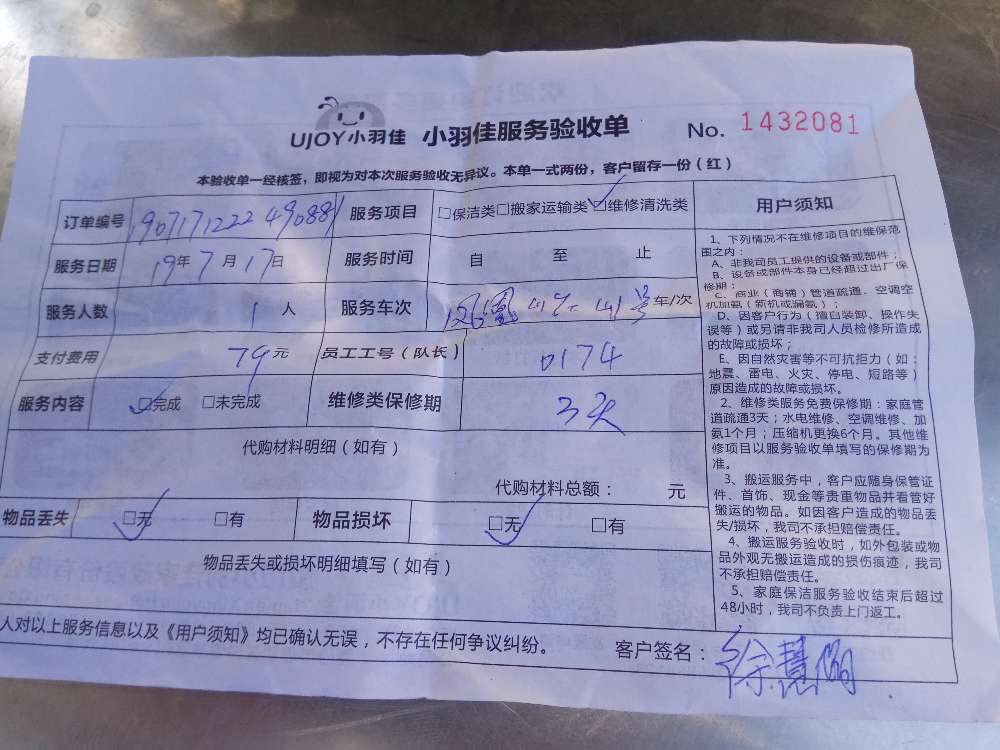 UJOY小羽佳 小羽佳服务验收单 No. 1432081
本验收单一经核签，即视为对本次服务验收无异议。本单一式两份，客户留存一份（红）
订单编号 服务项目 □保洁类□搬家运输类□维修清洗类
服务日期 19年7月17日 服务时间 自 至 止
服务人数 1 人 服务车次 车/次
支付费用 79元 员工工号（队长） 0174
服务内容 □完成 □未完成 维修类保修期 3天
代购材料明细（如有）
代购材料总额： 元
物品丢失 □无 □有 物品损坏 □无 □有
物品丢失或损坏明细填写（如有）
人对以上服务信息以及《用户须知》均已确认无误，不存在任何争议纠纷。
客户签名：
用户须知
1、下列情况不在维修项目的维保范
围之内：
A、非我司员工提供的设备或部件；
B、设备或部件本身已经超过出厂保
修期；
C、商业（商铺）管道疏通、空调空
机加氨（新机或漏氨）；
D、因客户行为（擅自装卸、操作失
误等）或另请非我司人员检修所造成
的故障或损坏；
E、因自然灾害等不可抗拒力（如：
地震、雷电、火灾、停电、短路等）
原因造成的故障或损坏。
2、维修类服务免费保修期：家庭管
道疏通3天；水电维修、空调维修、加
氨1个月；压缩机更换6个月。其他维
修项目以服务验收单填写的保修期为
准。
3、搬运服务中，客户应随身保管证
件、首饰、现金等贵重物品并看管好
搬运的物品。如因客户造成的物品丢
失/损坏，我司不承担赔偿责任。
4、搬运服务验收时，如外包装或物
品外观无搬运造成的损伤痕迹，我司
不承担赔偿责任。
5、家庭保洁服务验收结束后超过
48小时，我司不负责上门返工。